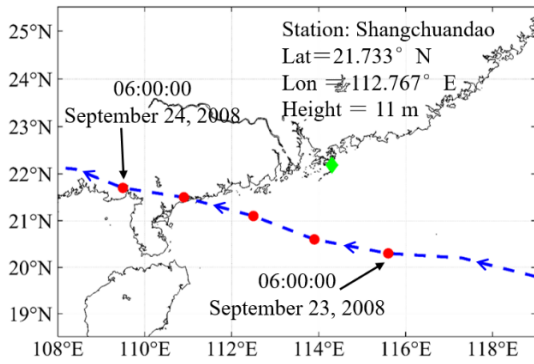 25°N
24°N
23°N
22°N
21°N
20°N
19°N
Station: Shangchuandao
Lat=21.733° N
Lon =112.767° E
Height = 11 m
06:00:00
September 24, 2008
06:00:00
September 23, 2008
108°E 110°E 112°E 114°E 116°E 118°E